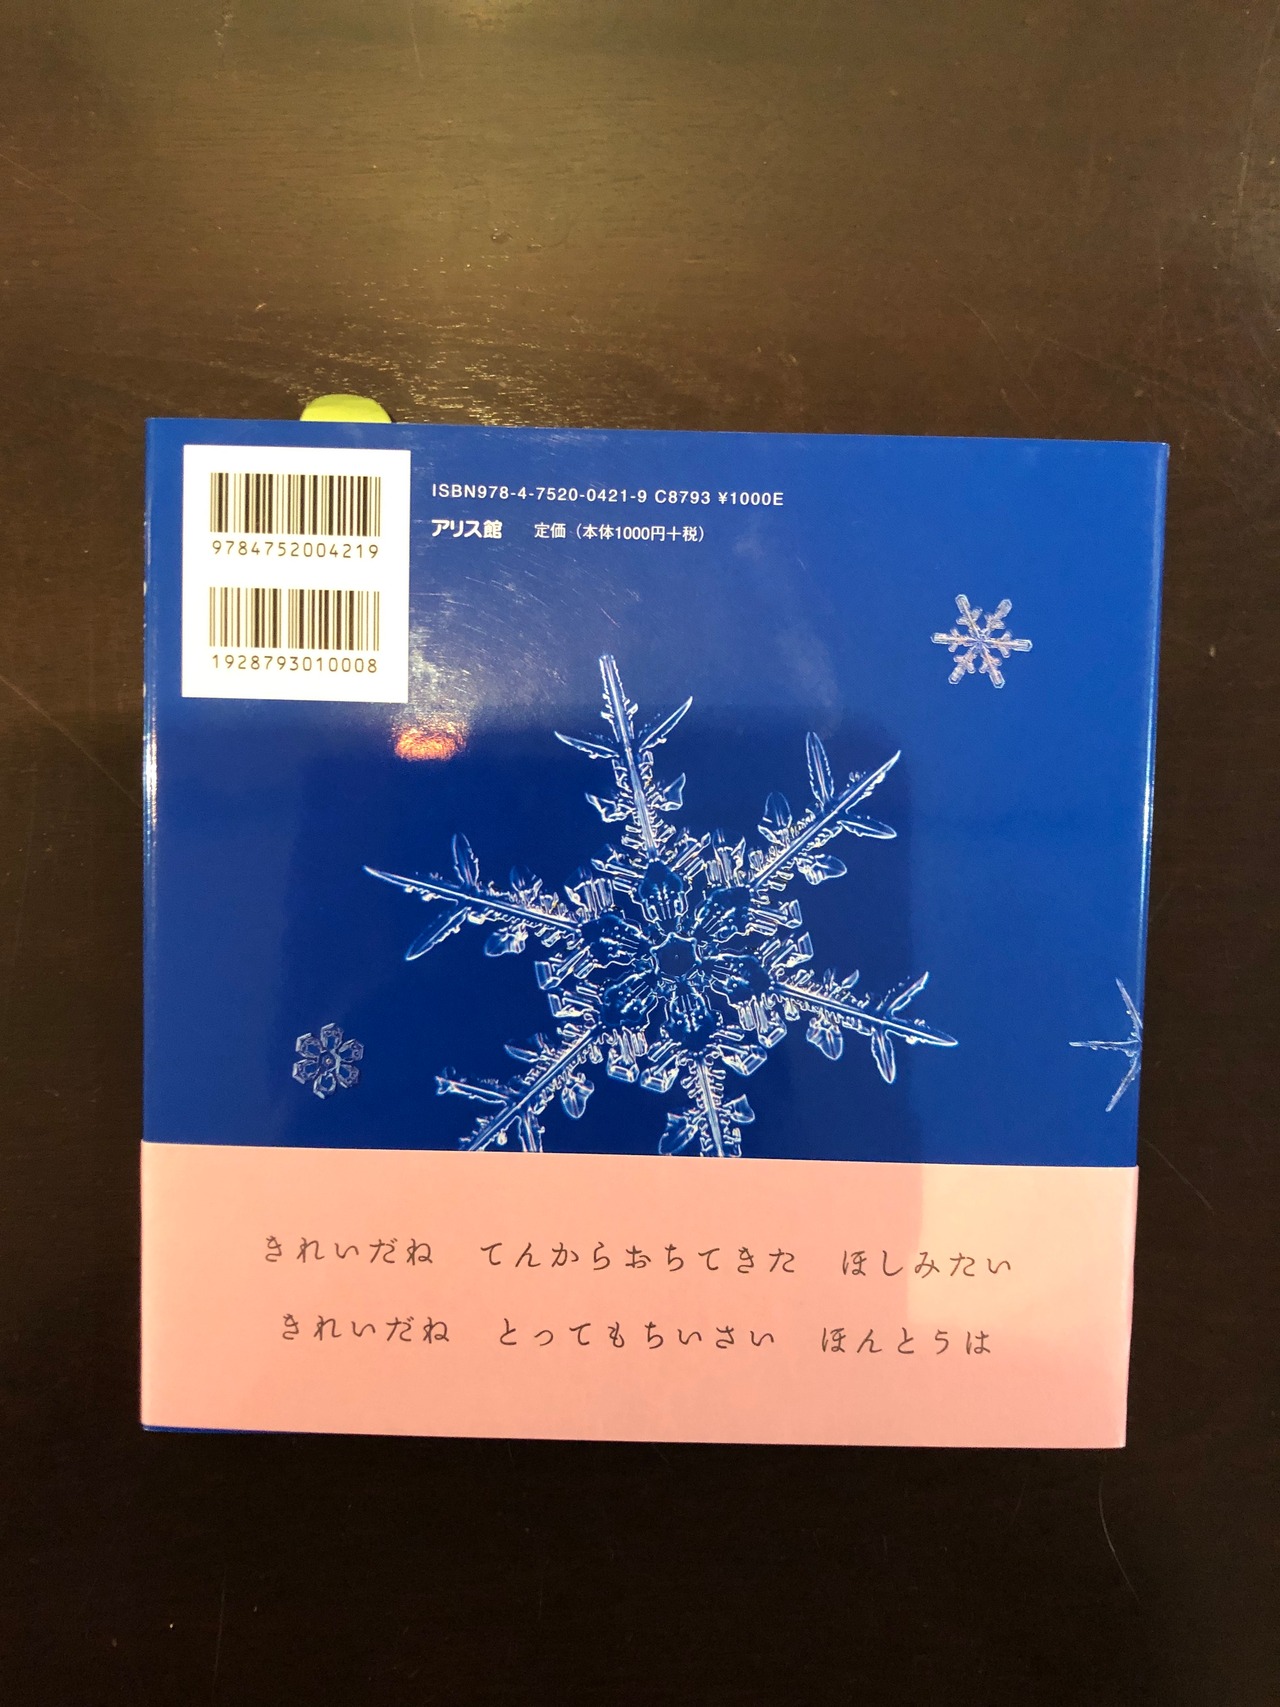 9784752004219
1928793010008
ISBN978-4-7520-0421-9 C8793 ¥1000E
アリス館 定価(本体1000円+税)
きれいだね てんからおちてきた ほしみたい
きれいだね とってもちいさい ほんとうは